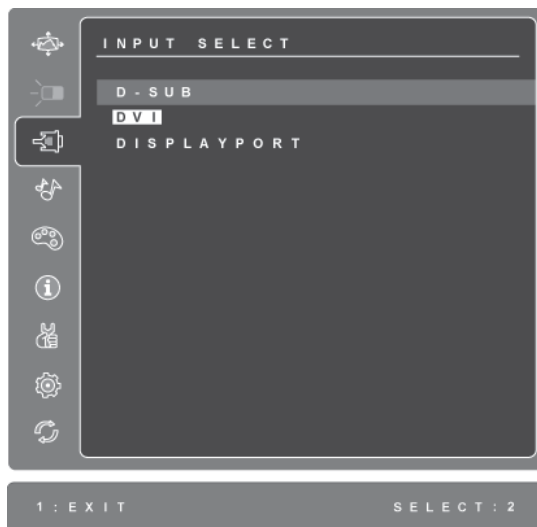 INPUT SELECT
D-SUB
DVI
DISPLAYPORT
1:EXIT SELECT:2